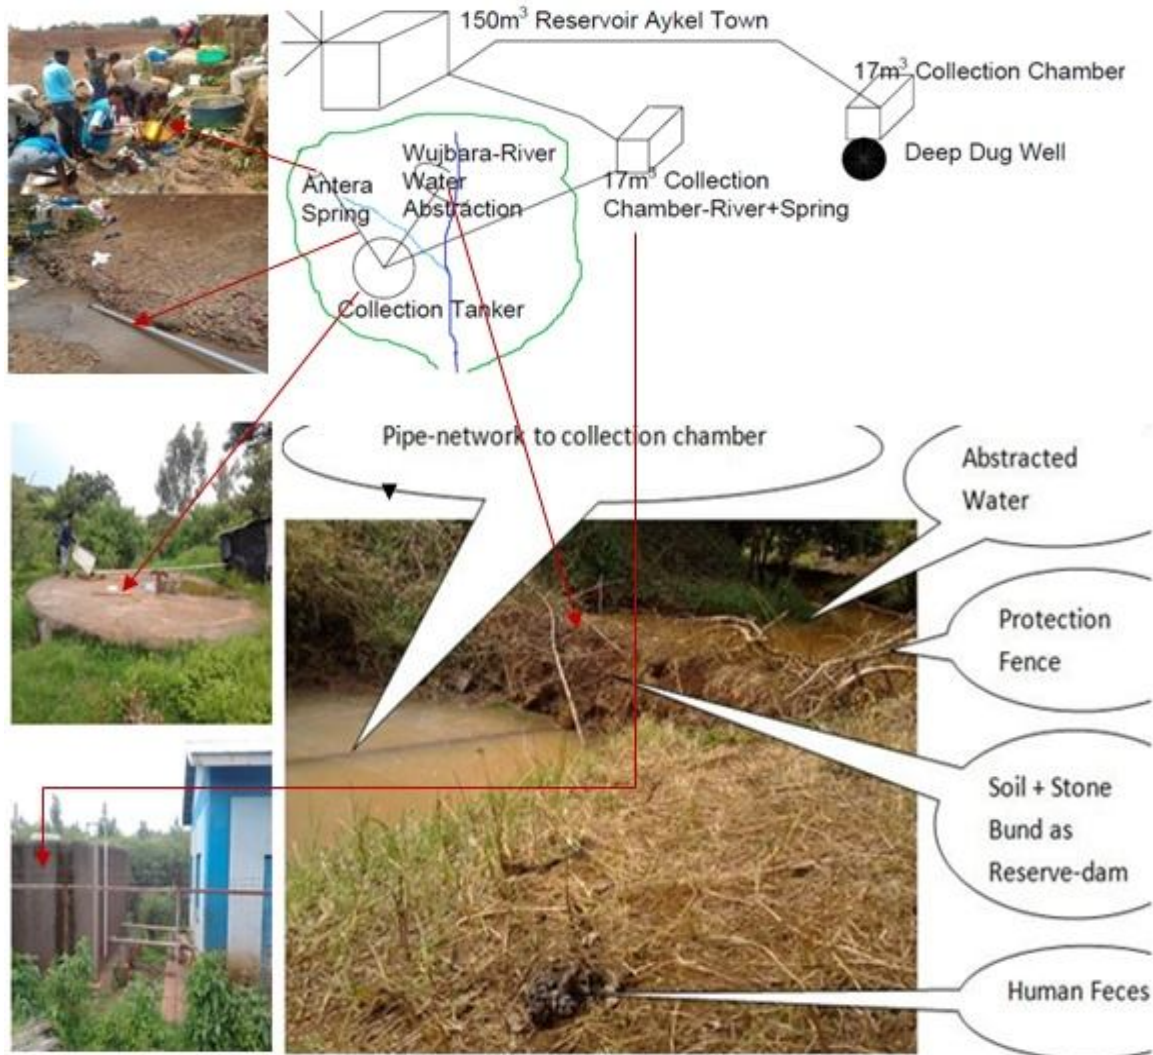 150m³ Reservoir Aykel Town
17m³ Collection Chamber
Deep Dug Well
Wujbara-River
Water
Abstraction
Antera
Spring
17m³ Collection
Chamber-River+Spring
Collection Tanker
Pipe-network to collection chamber
Abstracted
Water
Protection
Fence
Soil + Stone
Bund as
Reserve-dam
Human Feces